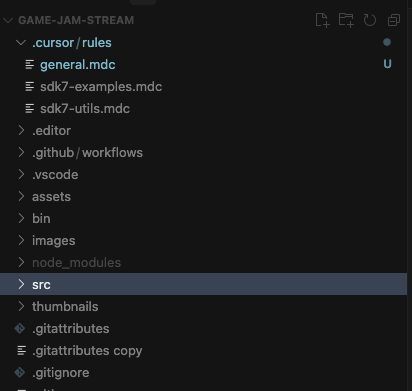 GAME-JAM-STREAM
.cursor/rules
general.mdc U
sdk7-examples.mdc
sdk7-utils.mdc
.editor
.github/workflows
.vscode
assets
bin
images
node_modules
src
thumbnails
.gitattributes
.gitattributes copy
.gitignore